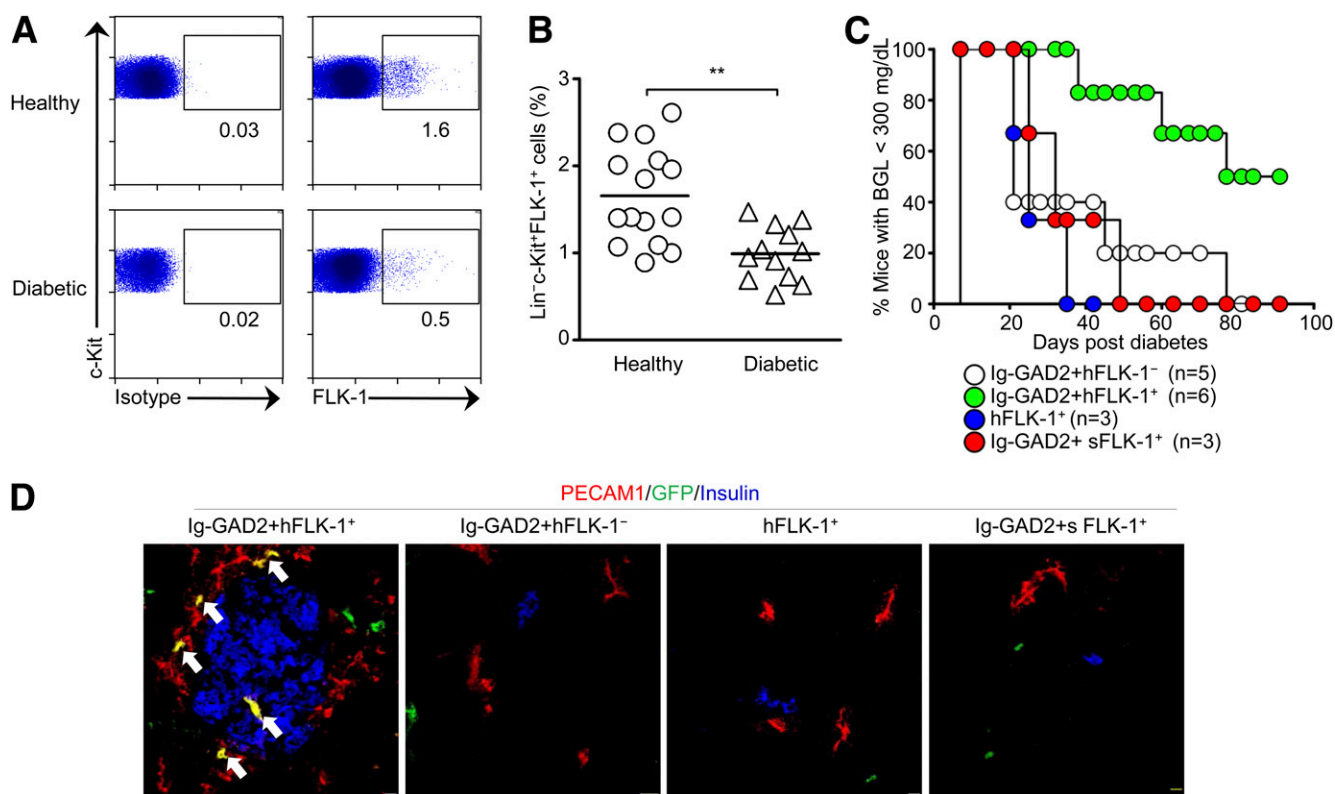 A
c-Kit
Healthy
0.03
1.6
Diabetic
0.02
0.5
Isotype
FLK-1
B
Lin⁻c-Kit⁺FLK-1⁺ cells (%)
3
2
1
0
**
Healthy
Diabetic
C
% Mice with BGL < 300 mg/dL
100
80
60
40
20
0
0 20 40 60 80 100
Days post diabetes
Ig-GAD2+hFLK-1⁻ (n=5)
Ig-GAD2+hFLK-1⁺ (n=6)
hFLK-1⁺ (n=3)
Ig-GAD2+ sFLK-1⁺ (n=3)
D
PECAM1/GFP/Insulin
Ig-GAD2+hFLK-1⁺
Ig-GAD2+hFLK-1⁻
hFLK-1⁺
Ig-GAD2+s FLK-1⁺